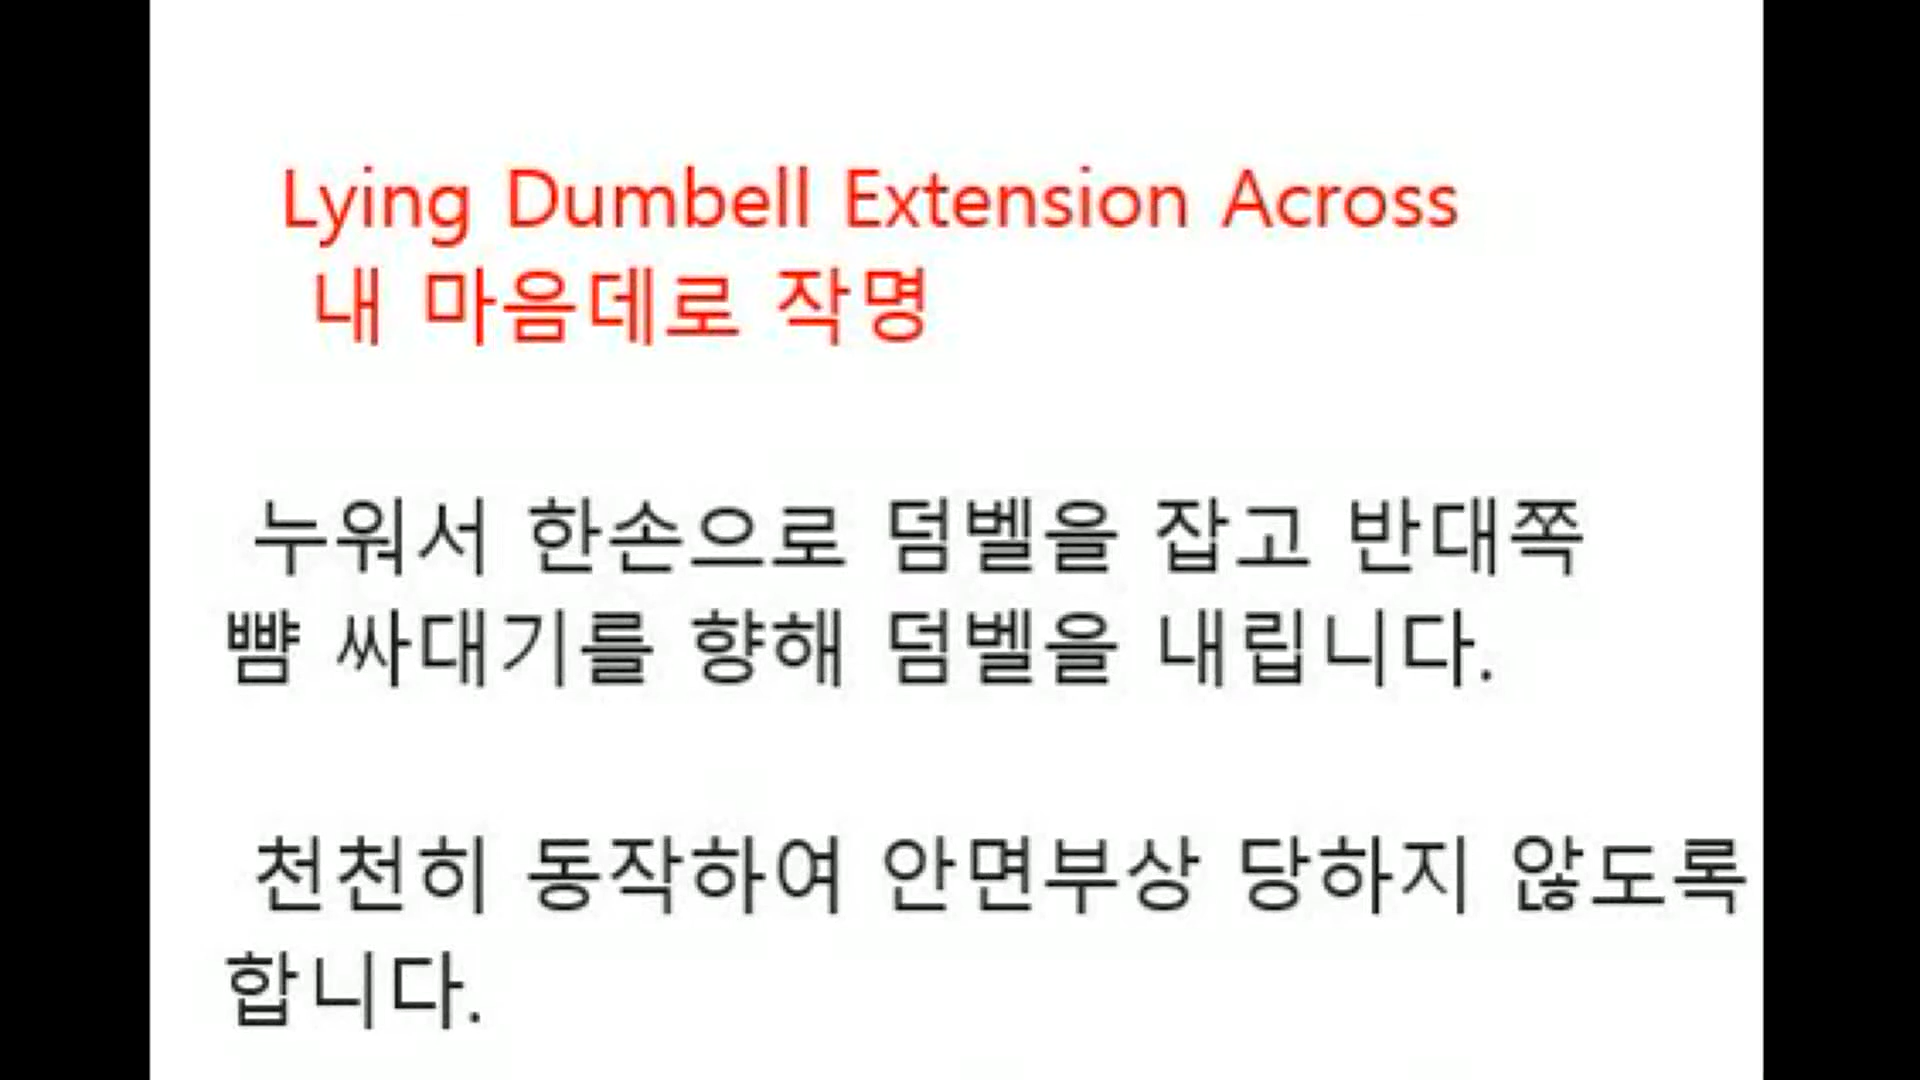 Lying Dumbell Extension Across
내 마음데로 작명
누워서 한손으로 덤벨을 잡고 반대쪽
뺨 싸대기를 향해 덤벨을 내립니다.
천천히 동작하여 안면부상 당하지 않도록
합니다.